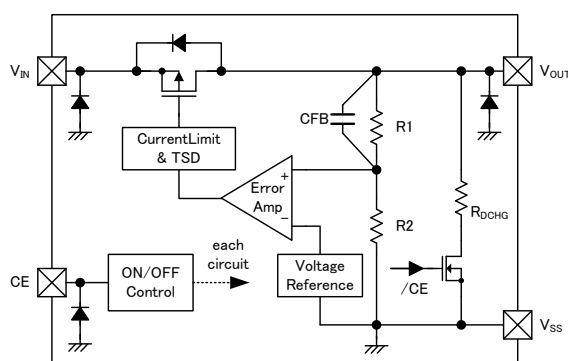 VIN
VOUT
CFB
R1
CurrentLimit
& TSD
+
Error
Amp
−
RDCHG
R2
each
circuit
CE
ON/OFF
Control
Voltage
Reference
/CE
VSS